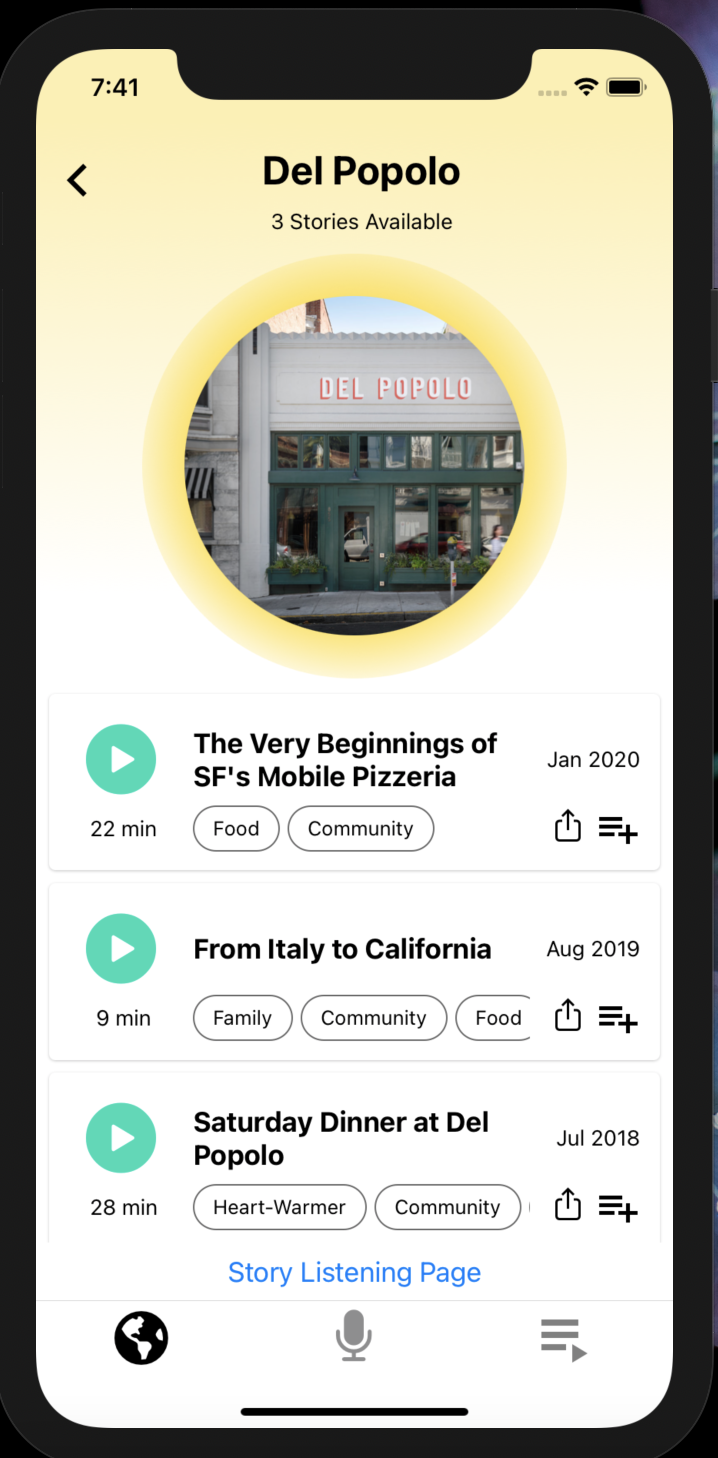 7:41
Del Popolo
3 Stories Available
DEL POPOLO
The Very Beginnings of
SF's Mobile Pizzeria
Jan 2020
22 min
Food
Community
From Italy to California
Aug 2019
9 min
Family
Community
Food
Saturday Dinner at Del
Popolo
Jul 2018
28 min
Heart-Warmer
Community
Story Listening Page